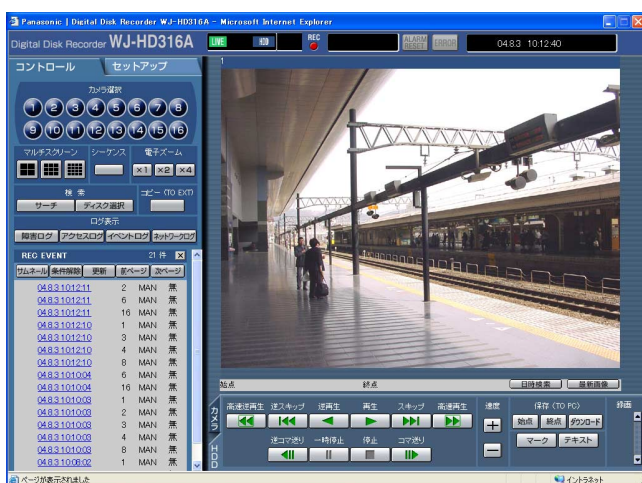 Panasonic | Digital Disk Recorder WJ-HD316A - Microsoft Internet Explorer
Digital Disk Recorder WJ-HD316A
LIVE
HDD
REC
ALARM RESET
ERROR
04.8.3 10:12:40
コントロール
セットアップ
カメラ選択
1 2 3 4 5 6 7 8
9 10 11 12 13 14 15 16
マルチスクリーン シーケンス 電子ズーム
×1 ×2 ×4
検索 コピー (TO EXT)
サーチ ディスク選択
ログ表示
障害ログ アクセスログ イベントログ ネットワークログ
REC EVENT 21 件
サムネール 条件解除 更新 前ページ 次ページ
04.8.3 10:12:11 2 MAN 無
04.8.3 10:12:11 6 MAN 無
04.8.3 10:12:11 16 MAN 無
04.8.3 10:12:10 1 MAN 無
04.8.3 10:12:10 3 MAN 無
04.8.3 10:12:10 4 MAN 無
04.8.3 10:12:10 8 MAN 無
04.8.3 10:10:04 6 MAN 無
04.8.3 10:10:04 16 MAN 無
04.8.3 10:10:03 1 MAN 無
04.8.3 10:10:03 2 MAN 無
04.8.3 10:10:03 3 MAN 無
04.8.3 10:10:03 4 MAN 無
04.8.3 10:10:03 8 MAN 無
04.8.3 10:08:02 1 MAN 無
ページが表示されました
1
始点 終点 日時検索 最新画像
カメラ
HDD
高速逆再生 逆スキップ 逆再生 再生 スキップ 高速再生
逆コマ送り 一時停止 停止 コマ送り
速度
保存 (TO PC)
始点 終点 ダウンロード
マーク テキスト
録画
イントラネット